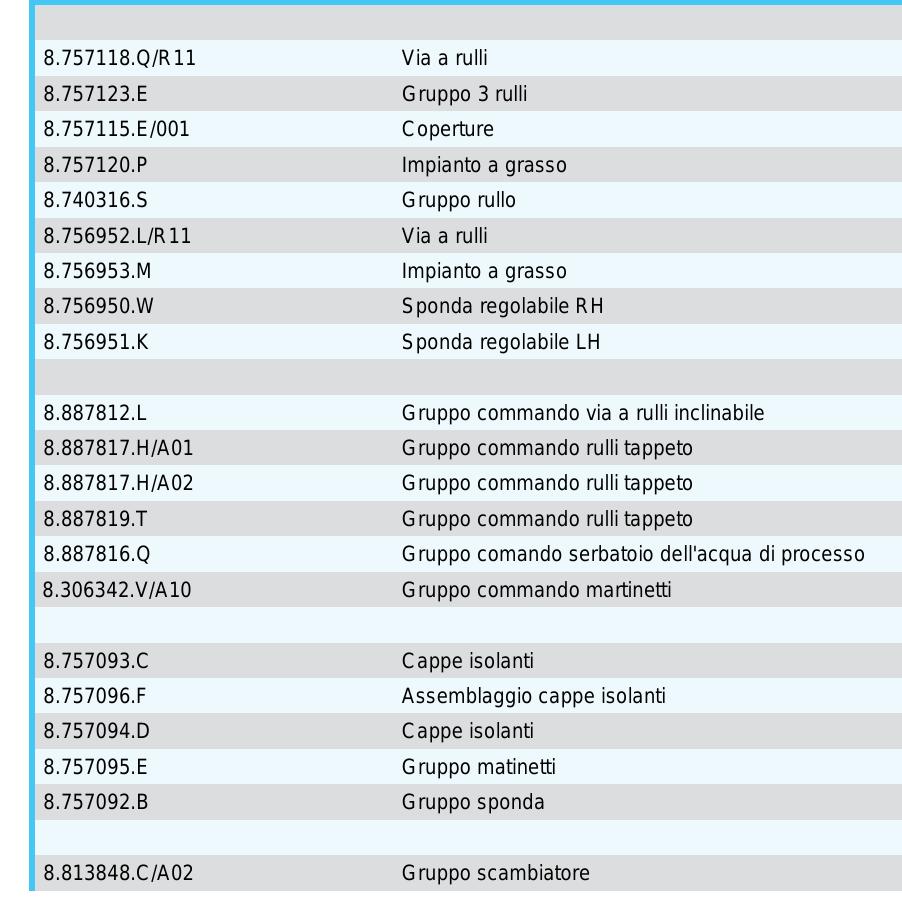 8.757118.Q/R11 Via a rulli
8.757123.E Gruppo 3 rulli
8.757115.E/001 Coperture
8.757120.P Impianto a grasso
8.740316.S Gruppo rullo
8.756952.L/R11 Via a rulli
8.756953.M Impianto a grasso
8.756950.W Sponda regolabile RH
8.756951.K Sponda regolabile LH
8.887812.L Gruppo commando via a rulli inclinabile
8.887817.H/A01 Gruppo commando rulli tappeto
8.887817.H/A02 Gruppo commando rulli tappeto
8.887819.T Gruppo commando rulli tappeto
8.887816.Q Gruppo comando serbatoio dell'acqua di processo
8.306342.V/A10 Gruppo commando martinetti
8.757093.C Cappe isolanti
8.757096.F Assemblaggio cappe isolanti
8.757094.D Cappe isolanti
8.757095.E Gruppo matinetti
8.757092.B Gruppo sponda
8.813848.C/A02 Gruppo scambiatore